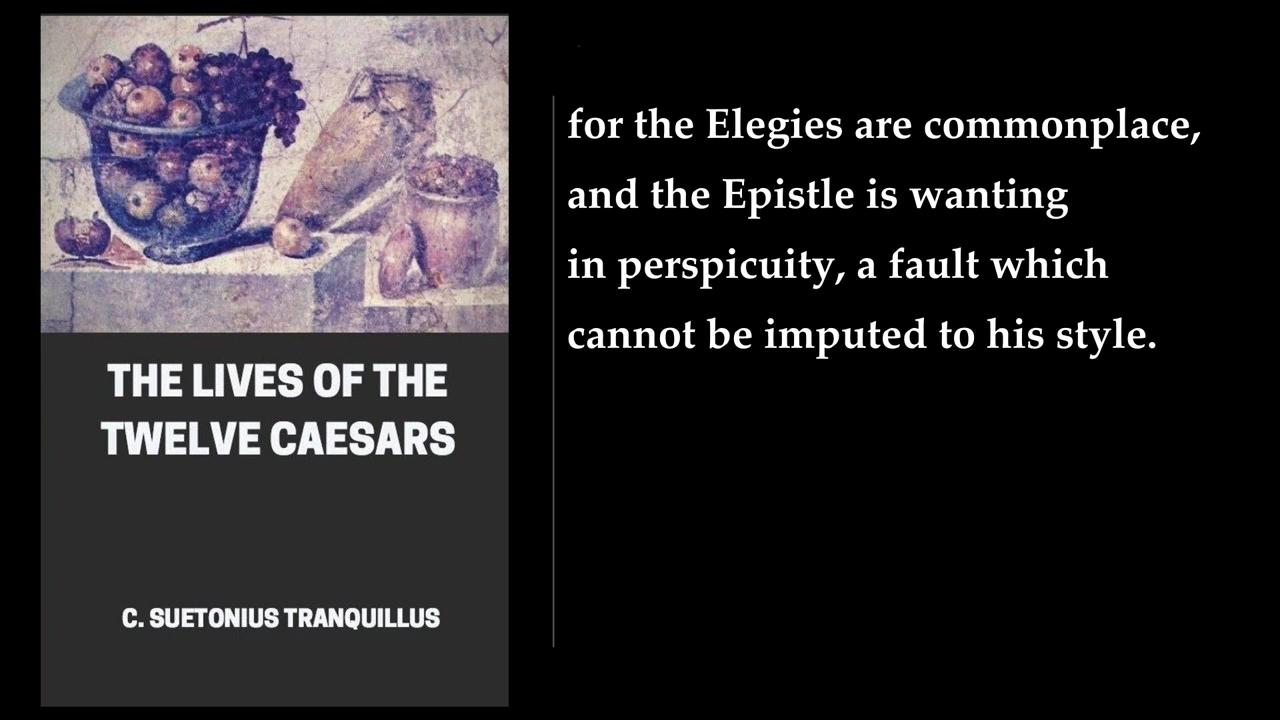 THE LIVES OF THE
TWELVE CAESARS
C. SUETONIUS TRANQUILLUS
for the Elegies are commonplace,
and the Epistle is wanting
in perspicuity, a fault which
cannot be imputed to his style.